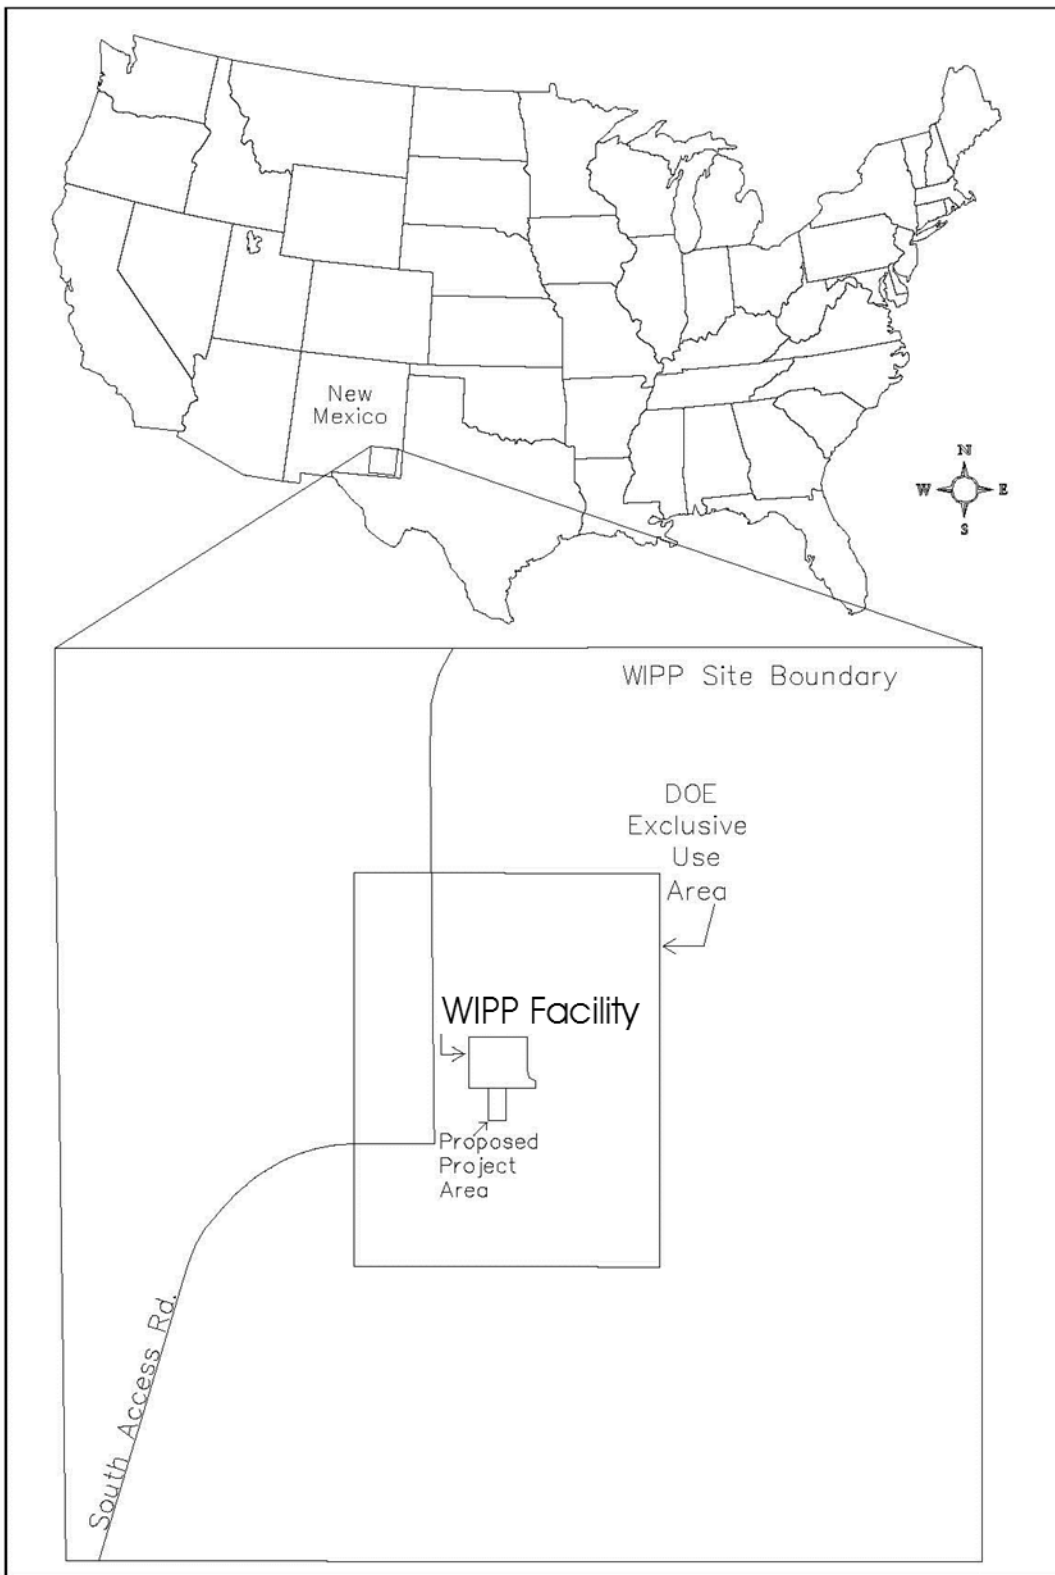 New
Mexico
N
W E
S
WIPP Site Boundary
DOE
Exclusive
Use
Area
WIPP Facility
Proposed
Project
Area
South Access Rd.